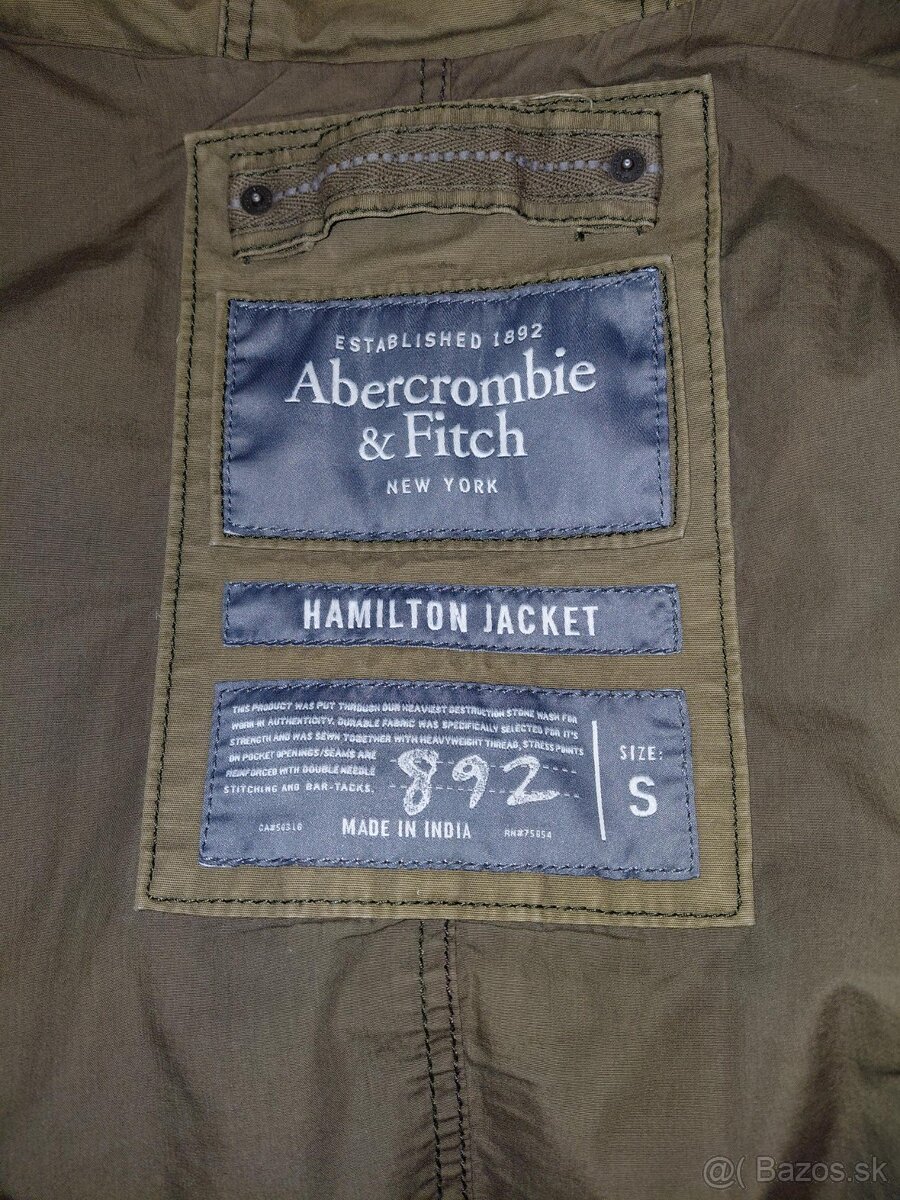 ESTABLISHED 1892
Abercrombie
& Fitch
NEW YORK
HAMILTON JACKET
THIS PRODUCT WAS PUT THROUGH OUR HEAVIEST DESTRUCTION STONE WASH FOR
WORN-IN AUTHENTICITY. DURABLE FABRIC WAS SPECIFICALLY SELECTED FOR IT'S
STRENGTH AND WAS SEWN TOGETHER WITH HEAVYWEIGHT THREAD, STRESS POINTS
ON POCKET OPENINGS/SEAMS ARE
REINFORCED WITH DOUBLE NEEDLE
STITCHING AND BAR-TACKS.
892
SIZE:
S
MADE IN INDIA
RN#75654
@( Bazos.sk